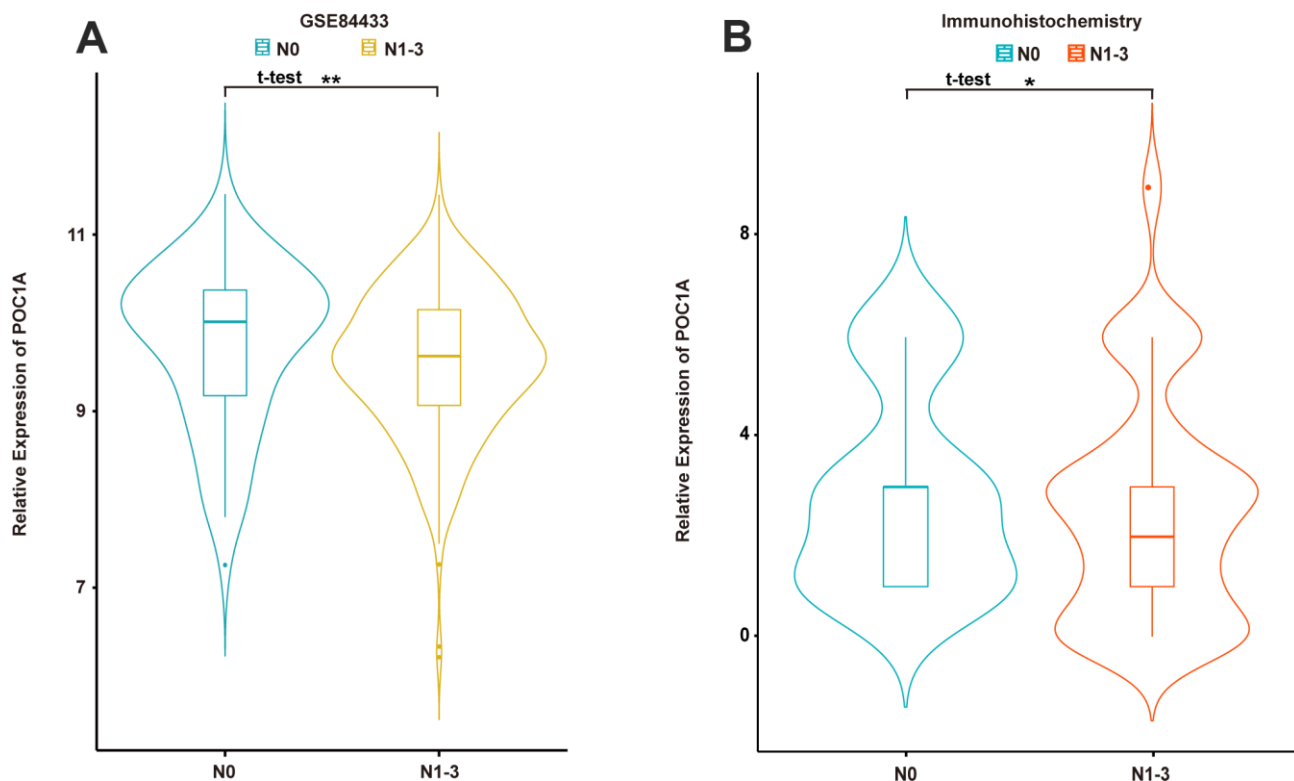 A
GSE84433
N0 N1-3
t-test **
Relative Expression of POC1A
11
9
7
N0 N1-3
B
Immunohistochemistry
N0 N1-3
t-test *
Relative Expression of POC1A
8
4
0
N0 N1-3